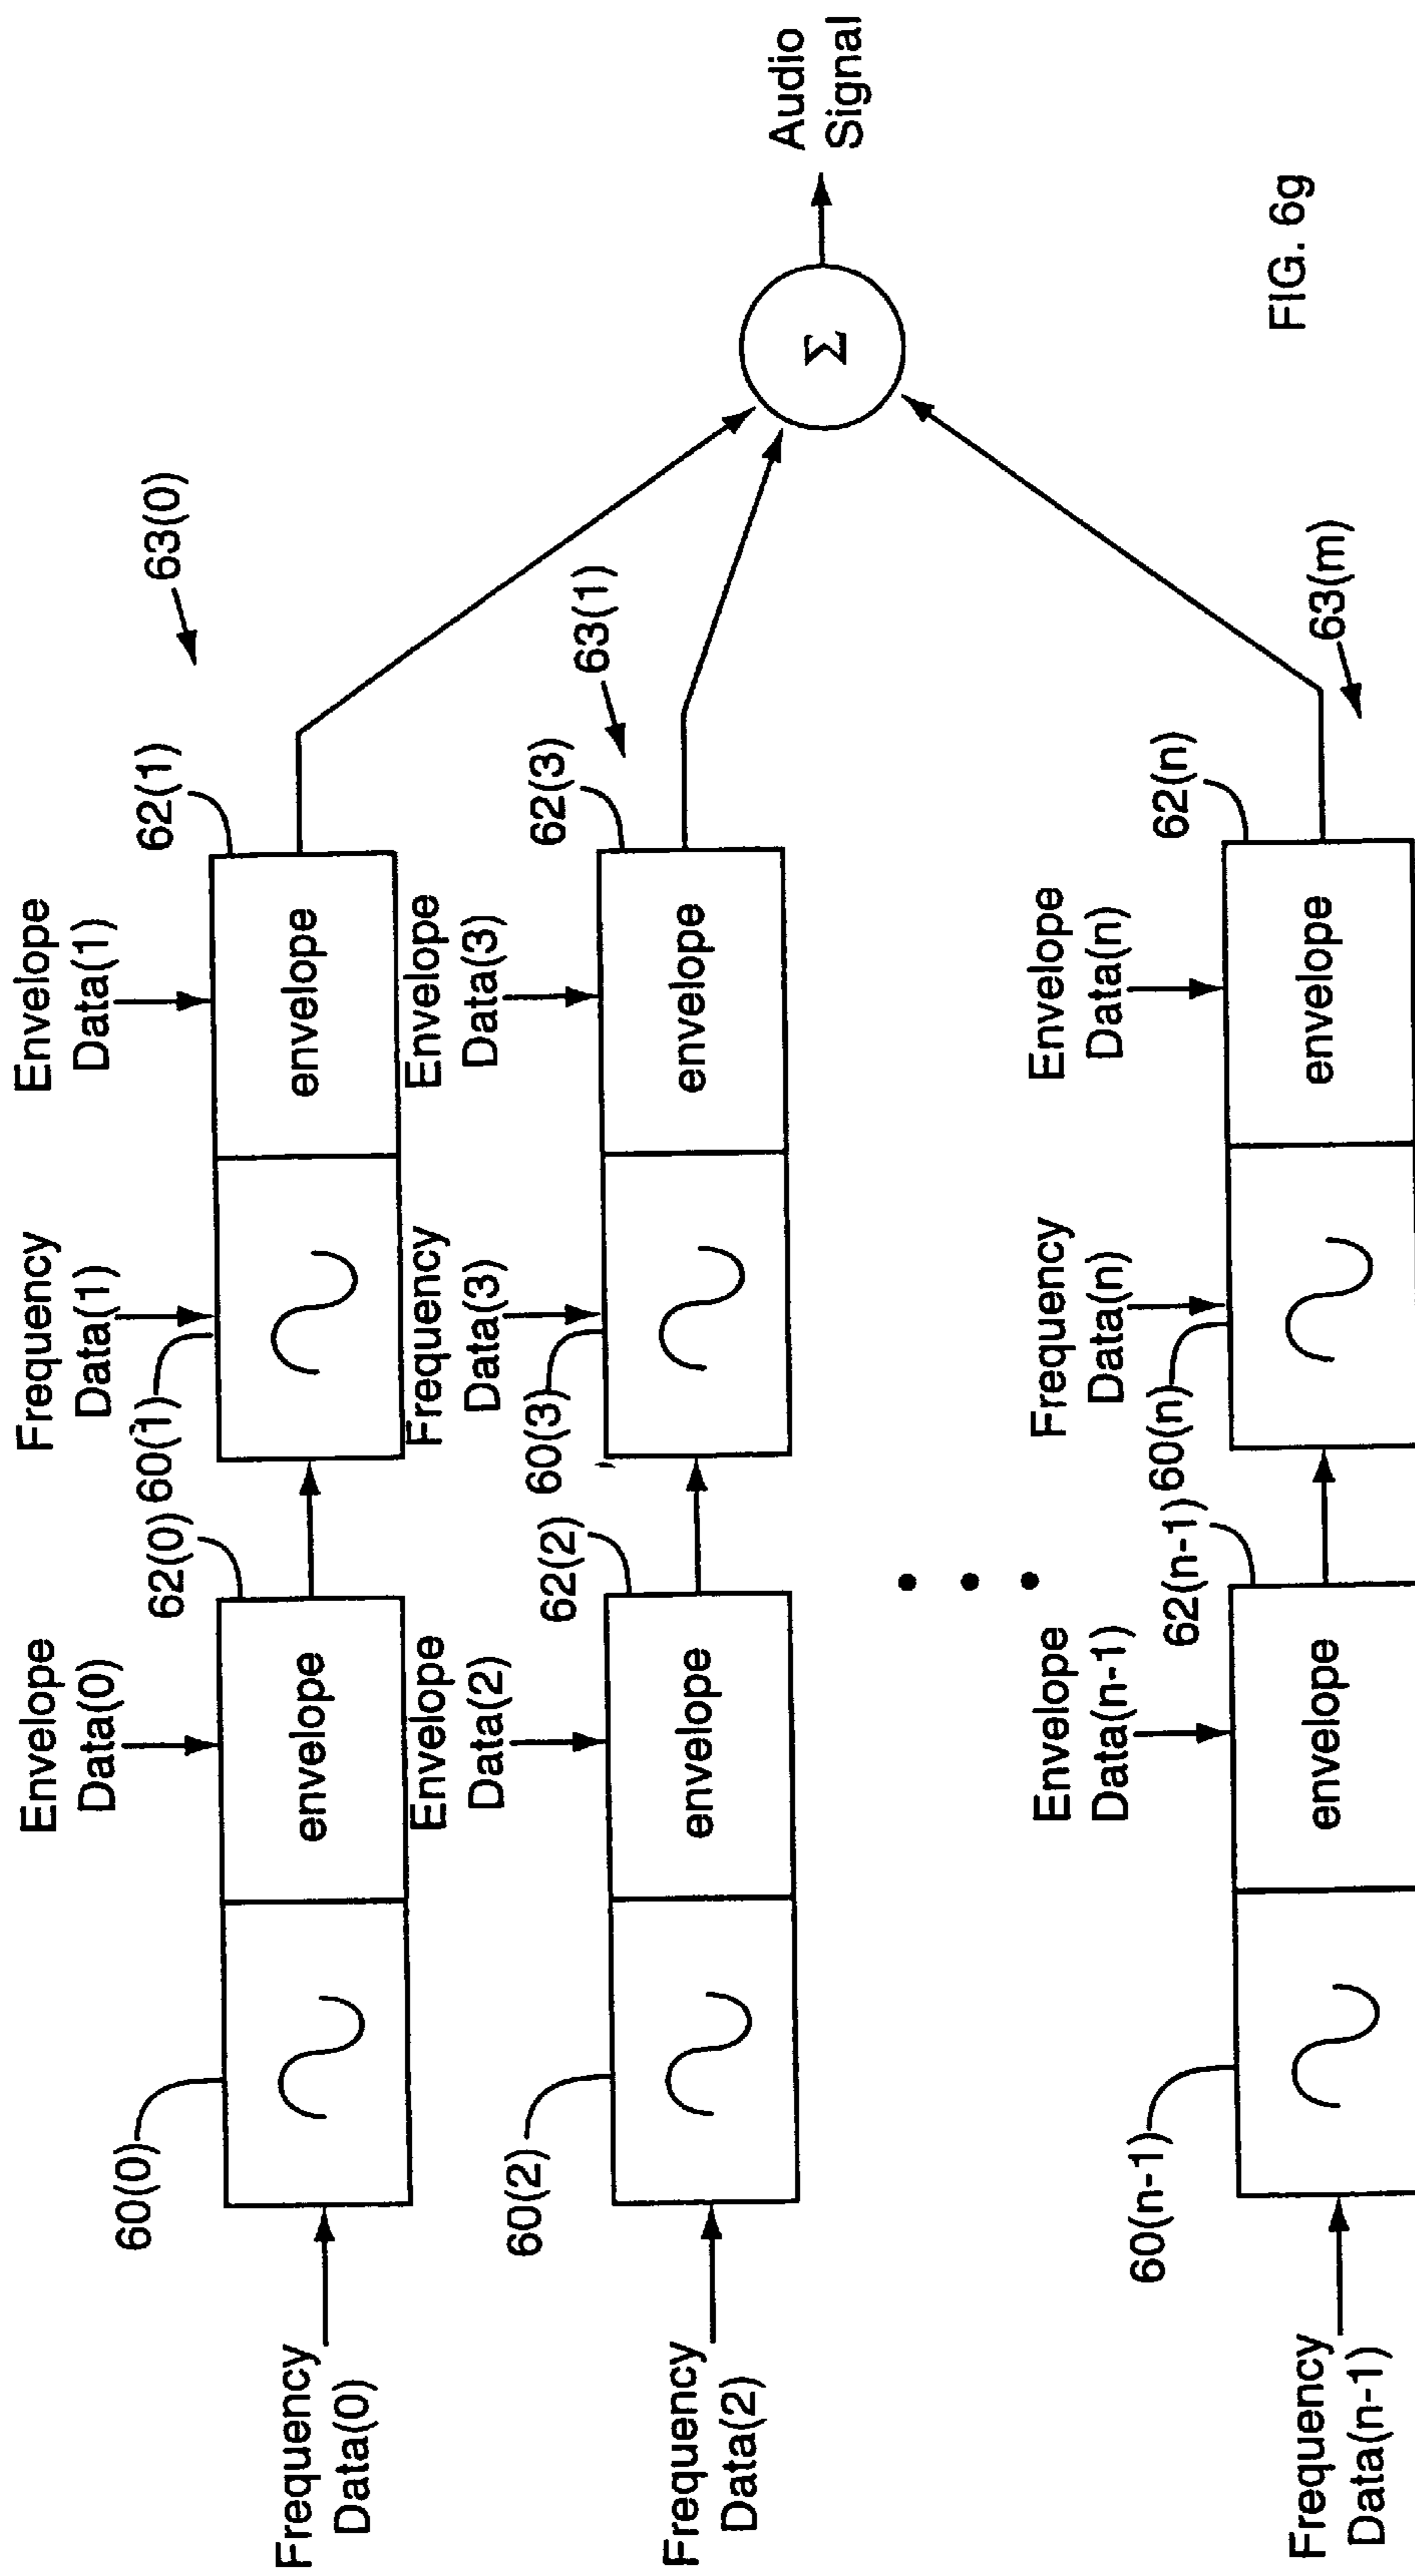 Envelope
Data(0)
Frequency
Data(1)
Envelope
Data(1)
60(0)
62(0)
60(1)
62(1)
63(0)
Frequency
Data(0)
envelope
envelope
Envelope
Data(2)
Frequency
Data(3)
Envelope
Data(3)
60(2)
62(2)
60(3)
62(3)
63(1)
Frequency
Data(2)
envelope
envelope
Σ
Audio
Signal
Envelope
Data(n-1)
Frequency
Data(n)
Envelope
Data(n)
60(n-1)
62(n-1)
60(n)
62(n)
63(m)
Frequency
Data(n-1)
envelope
envelope
FIG. 6g